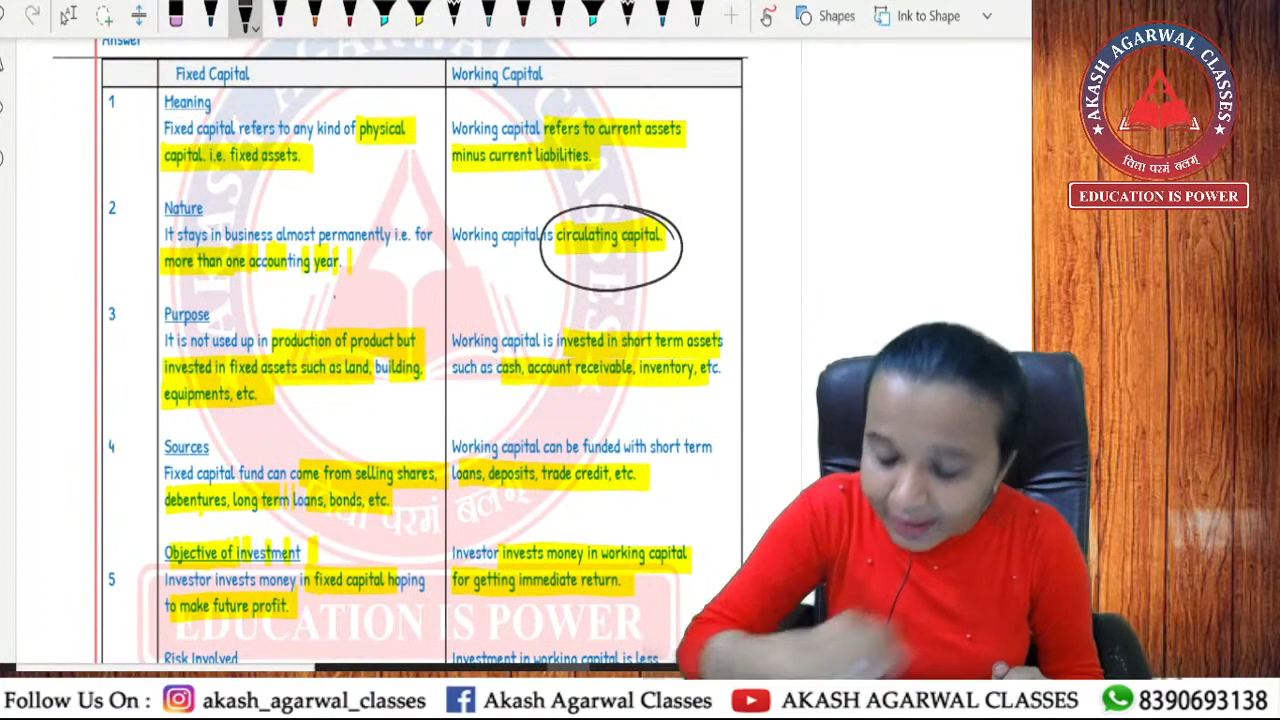 Shapes
Ink to Shape
Answer
Fixed Capital
Working Capital
1
Meaning
Fixed capital refers to any kind of physical
capital. i.e. fixed assets.
Working capital refers to current assets
minus current liabilities.
2
Nature
It stays in business almost permanently i.e. for
more than one accounting year.
Working capital is circulating capital.
3
Purpose
It is not used up in production of product but
invested in fixed assets such as land, building,
equipments, etc.
Working capital is invested in short term assets
such as cash, account receivable, inventory, etc.
4
Sources
Fixed capital fund can come from selling shares,
debentures, long term loans, bonds, etc.
Working capital can be funded with short term
loans, deposits, trade credit, etc.
5
Objective of investment
Investor invests money in fixed capital hoping
to make future profit.
Investor invests money in working capital
for getting immediate return.
Risk Involved
Investment in working capital is less
AKASH AGARWAL CLASSES
विद्या परमं बलम्
EDUCATION IS POWER
AKASH AGARWAL CLASSES
विद्या परमं बलम्
EDUCATION IS POWER
Follow Us On : akash_agarwal_classes Akash Agarwal Classes AKASH AGARWAL CLASSES 8390693138